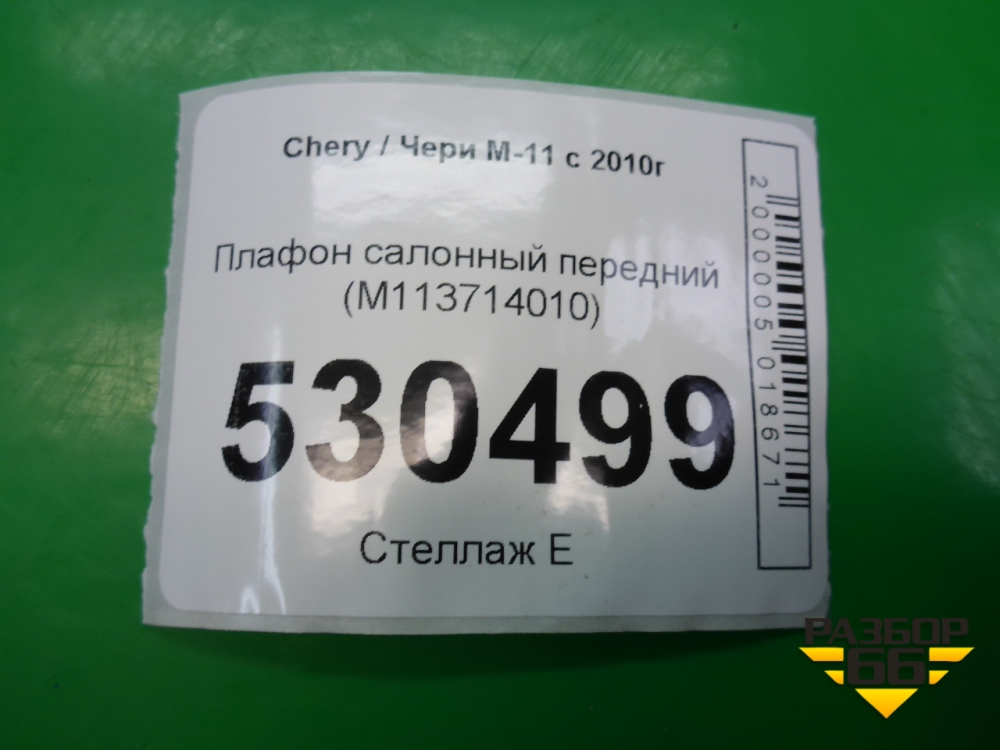 Chery / Чери М-11 с 2010г
Плафон салонный передний
(M113714010)
530499
Стеллаж Е
2000005018671
РАЗБОР
66